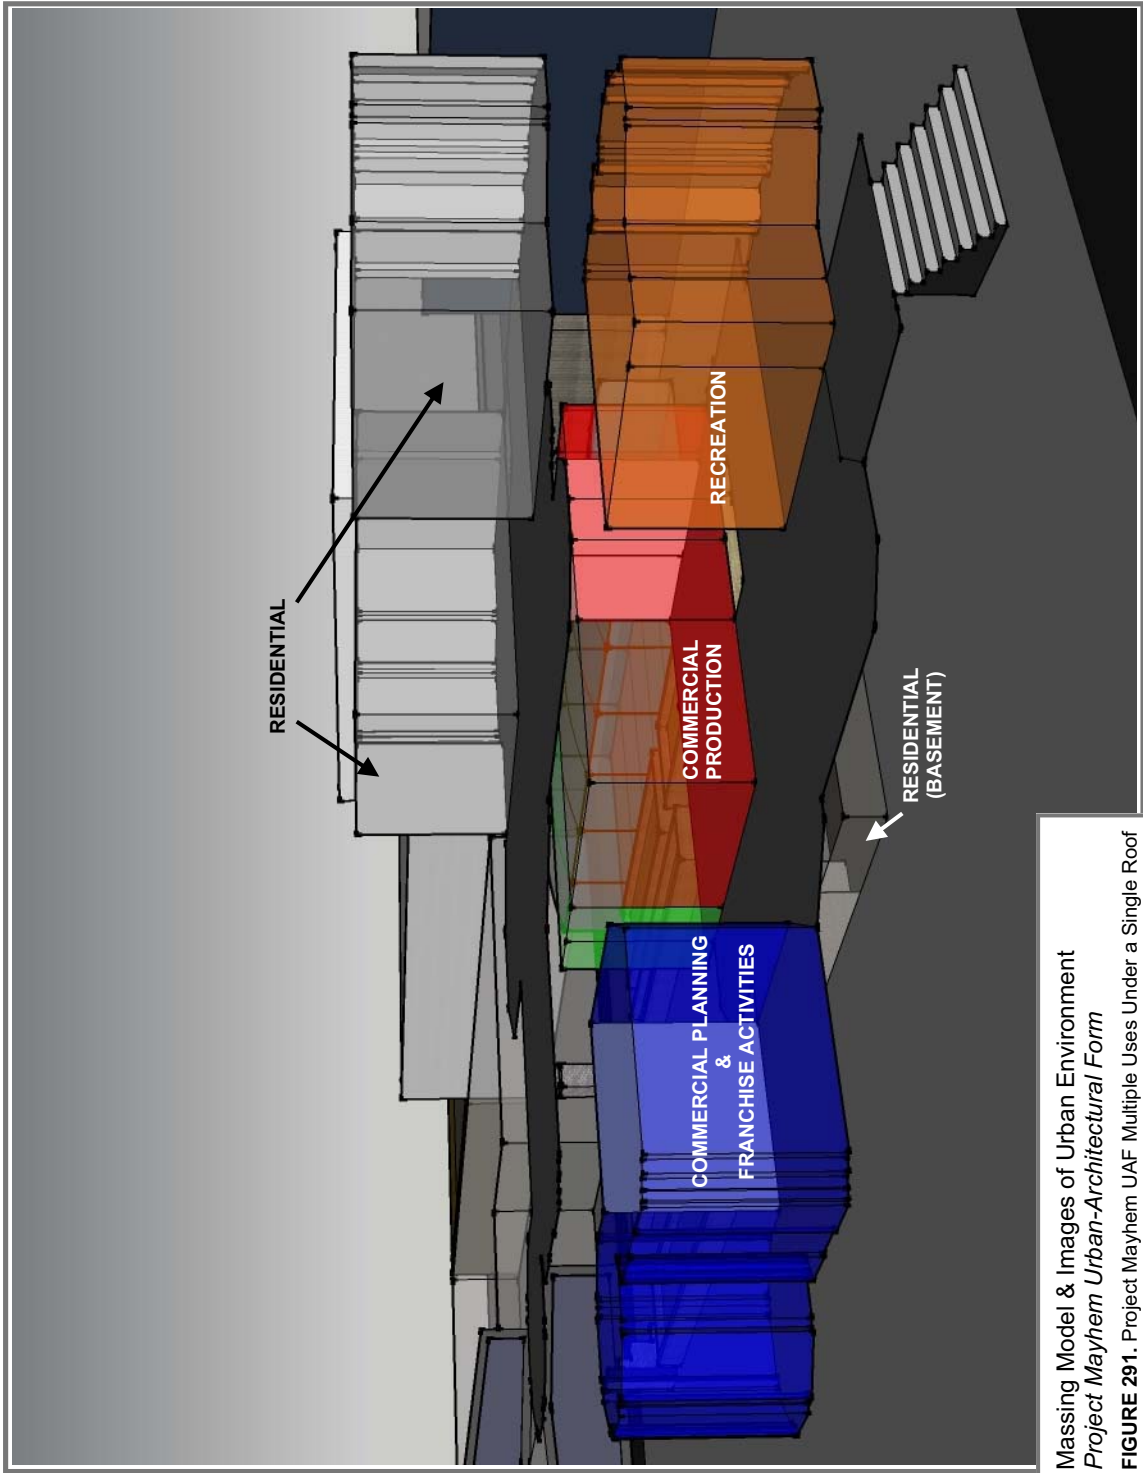 RESIDENTIAL
COMMERCIAL PLANNING
&
FRANCHISE ACTIVITIES
COMMERCIAL
PRODUCTION
RECREATION
RESIDENTIAL
(BASEMENT)
Massing Model & Images of Urban Environment
Project Mayhem Urban-Architectural Form
FIGURE 291. Project Mayhem UAF Multiple Uses Under a Single Roof